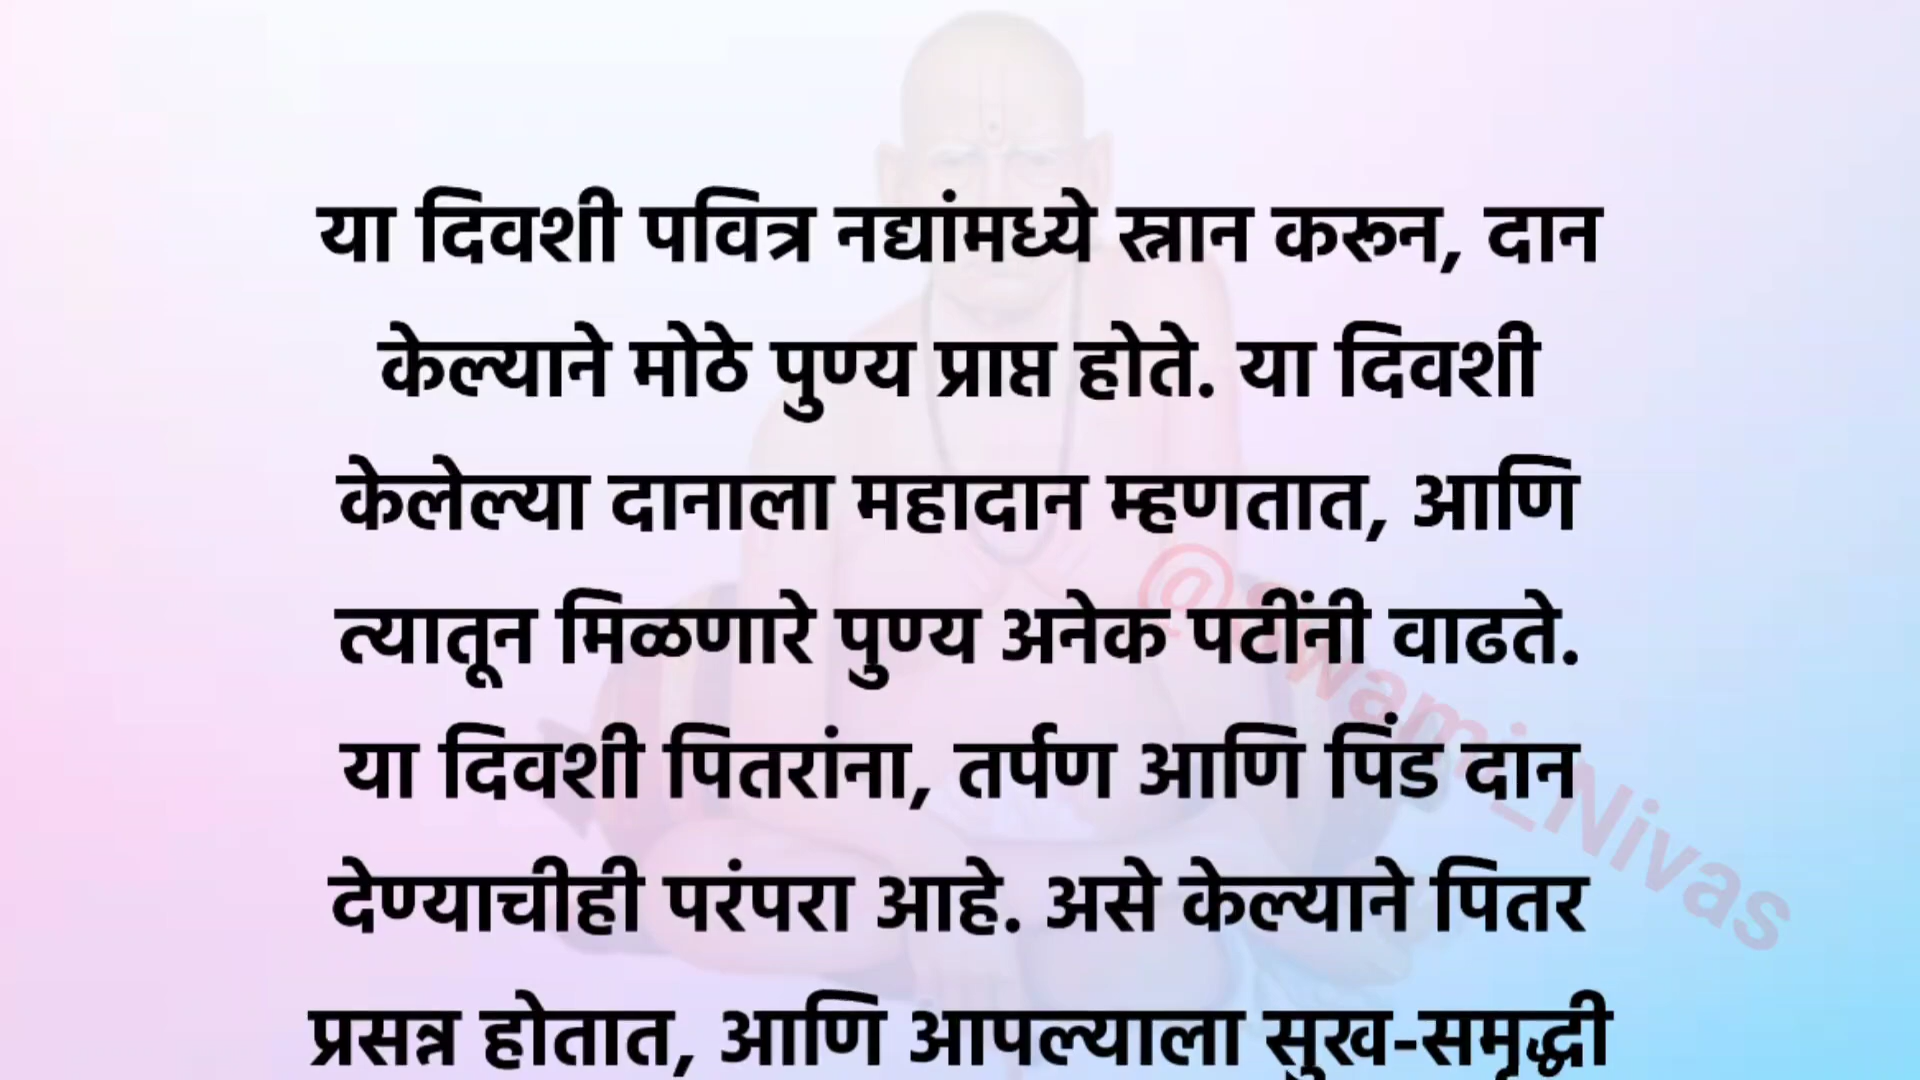 या दिवशी पवित्र नद्यांमध्ये स्नान करून, दान
केल्याने मोठे पुण्य प्राप्त होते. या दिवशी
केलेल्या दानाला महादान म्हणतात, आणि
त्यातून मिळणारे पुण्य अनेक पटींनी वाढते.
या दिवशी पितरांना, तर्पण आणि पिंड दान
देण्याचीही परंपरा आहे. असे केल्याने पितर
प्रसन्न होतात, आणि आपल्याला सुख-समृद्धी
@Swami_Nivas